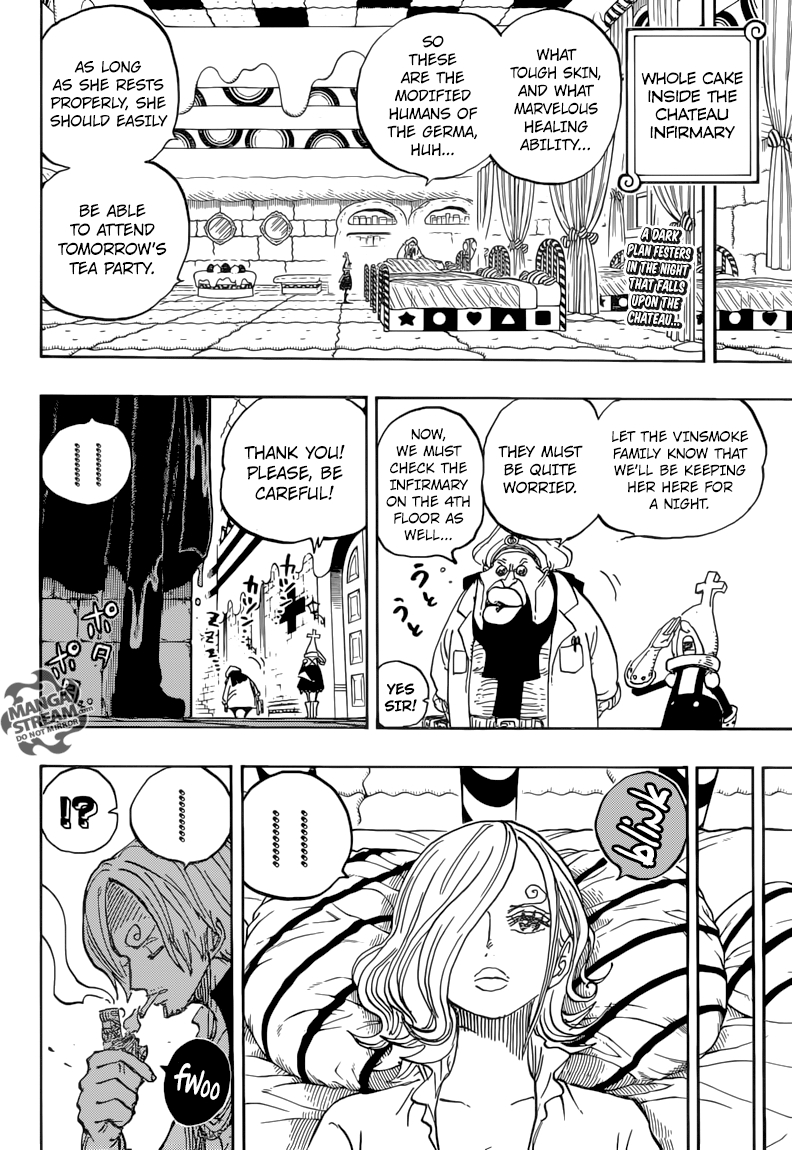 WHOLE CAKE
INSIDE THE
CHATEAU
INFIRMARY
WHAT
TOUGH SKIN,
AND WHAT
MARVELOUS
HEALING
ABILITY...
SO
THESE
ARE THE
MODIFIED
HUMANS OF
THE GERMA,
HUH...
AS LONG
AS SHE RESTS
PROPERLY, SHE
SHOULD EASILY
BE ABLE
TO ATTEND
TOMORROW'S
TEA PARTY.
A DARK
PLAN FESTERS
IN THE NIGHT
THAT FALLS
UPON THE
CHATEAU...
LET THE VINSMOKE
FAMILY KNOW THAT
WE'LL BE KEEPING
HER HERE FOR
A NIGHT.
THEY MUST
BE QUITE
WORRIED.
NOW,
WE MUST
CHECK THE
INFIRMARY
ON THE 4TH
FLOOR AS
WELL...
うと
うと
YES
SIR!
THANK YOU!
PLEASE, BE
CAREFUL!
ポタ
ポタ
MANGA
STREAM.com
DO NOT MIRROR
blink
!?
fWOO